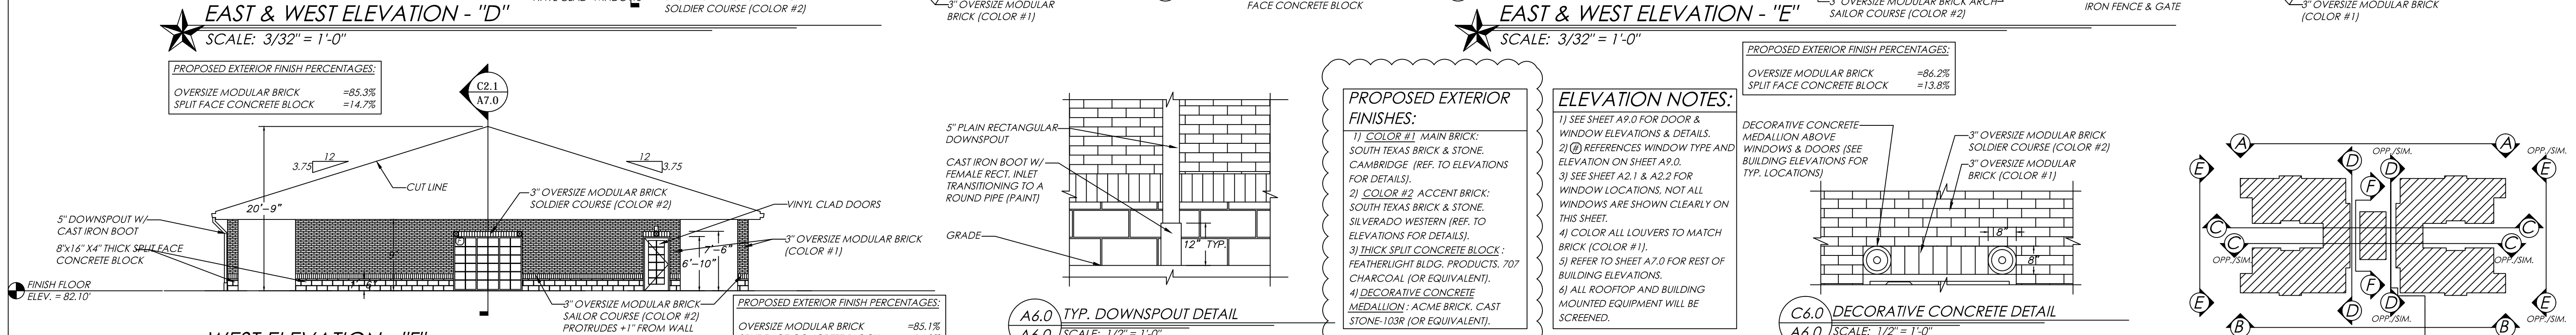 EAST & WEST ELEVATION - "D"
SCALE: 3/32" = 1'-0"
SOLDIER COURSE (COLOR #2)
3" OVERSIZE MODULAR
BRICK (COLOR #1)
FACE CONCRETE BLOCK
EAST & WEST ELEVATION - "E"
SCALE: 3/32" = 1'-0"
3" OVERSIZE MODULAR BRICK ARCH
SAILOR COURSE (COLOR #2)
IRON FENCE & GATE
3" OVERSIZE MODULAR BRICK
(COLOR #1)
PROPOSED EXTERIOR FINISH PERCENTAGES:
OVERSIZE MODULAR BRICK =85.3%
SPLIT FACE CONCRETE BLOCK =14.7%
C2.1
A7.0
12
3.75
12
3.75
CUT LINE
20'-9"
3" OVERSIZE MODULAR BRICK
SOLDIER COURSE (COLOR #2)
VINYL CLAD DOORS
5" DOWNSPOUT W/
CAST IRON BOOT
8"x16" X4" THICK SPLIT FACE
CONCRETE BLOCK
3" OVERSIZE MODULAR BRICK
(COLOR #1)
7'-6"
6'-10"
9'
1'-6"
F
FINISH FLOOR
ELEV. = 82.10'
3" OVERSIZE MODULAR BRICK
SAILOR COURSE (COLOR #2)
PROTRUDES +1" FROM WALL
PROPOSED EXTERIOR FINISH PERCENTAGES:
OVERSIZE MODULAR BRICK =85.1%
WEST ELEVATION - "F"
5" PLAIN RECTANGULAR
DOWNSPOUT
CAST IRON BOOT W/
FEMALE RECT. INLET
TRANSITIONING TO A
ROUND PIPE (PAINT)
GRADE
12" TYP.
A6.0
A6.0
TYP. DOWNSPOUT DETAIL
SCALE: 1/2" = 1'-0"
PROPOSED EXTERIOR
FINISHES:
1) COLOR #1 MAIN BRICK:
SOUTH TEXAS BRICK & STONE.
CAMBRIDGE (REF. TO ELEVATIONS
FOR DETAILS).
2) COLOR #2 ACCENT BRICK:
SOUTH TEXAS BRICK & STONE.
SILVERADO WESTERN (REF. TO
ELEVATIONS FOR DETAILS).
3) THICK SPLIT CONCRETE BLOCK :
FEATHERLIGHT BLDG. PRODUCTS. 707
CHARCOAL (OR EQUIVALENT).
4) DECORATIVE CONCRETE
MEDALLION : ACME BRICK. CAST
STONE-103R (OR EQUIVALENT).
ELEVATION NOTES:
1) SEE SHEET A9.0 FOR DOOR &
WINDOW ELEVATIONS & DETAILS.
2) # REFERENCES WINDOW TYPE AND
ELEVATION ON SHEET A9.0.
3) SEE SHEET A2.1 & A2.2 FOR
WINDOW LOCATIONS, NOT ALL
WINDOWS ARE SHOWN CLEARLY ON
THIS SHEET.
4) COLOR ALL LOUVERS TO MATCH
BRICK (COLOR #1).
5) REFER TO SHEET A7.0 FOR REST OF
BUILDING ELEVATIONS.
6) ALL ROOFTOP AND BUILDING
MOUNTED EQUIPMENT WILL BE
SCREENED.
PROPOSED EXTERIOR FINISH PERCENTAGES:
OVERSIZE MODULAR BRICK =86.2%
SPLIT FACE CONCRETE BLOCK =13.8%
DECORATIVE CONCRETE
MEDALLION ABOVE
WINDOWS & DOORS (SEE
BUILDING ELEVATIONS FOR
TYP. LOCATIONS)
3" OVERSIZE MODULAR BRICK
SOLDIER COURSE (COLOR #2)
3" OVERSIZE MODULAR
BRICK (COLOR #1)
8"
8"
C6.0
A6.0
DECORATIVE CONCRETE DETAIL
SCALE: 1/2" = 1'-0"
A
A
OPP./SIM.
OPP./SIM.
E
D
D
E
OPP./SIM.
F
F
C
C
C
C
OPP./SIM.
OPP./SIM.
E
D
D
E
OPP./SIM.
OPP./SIM.
B
B